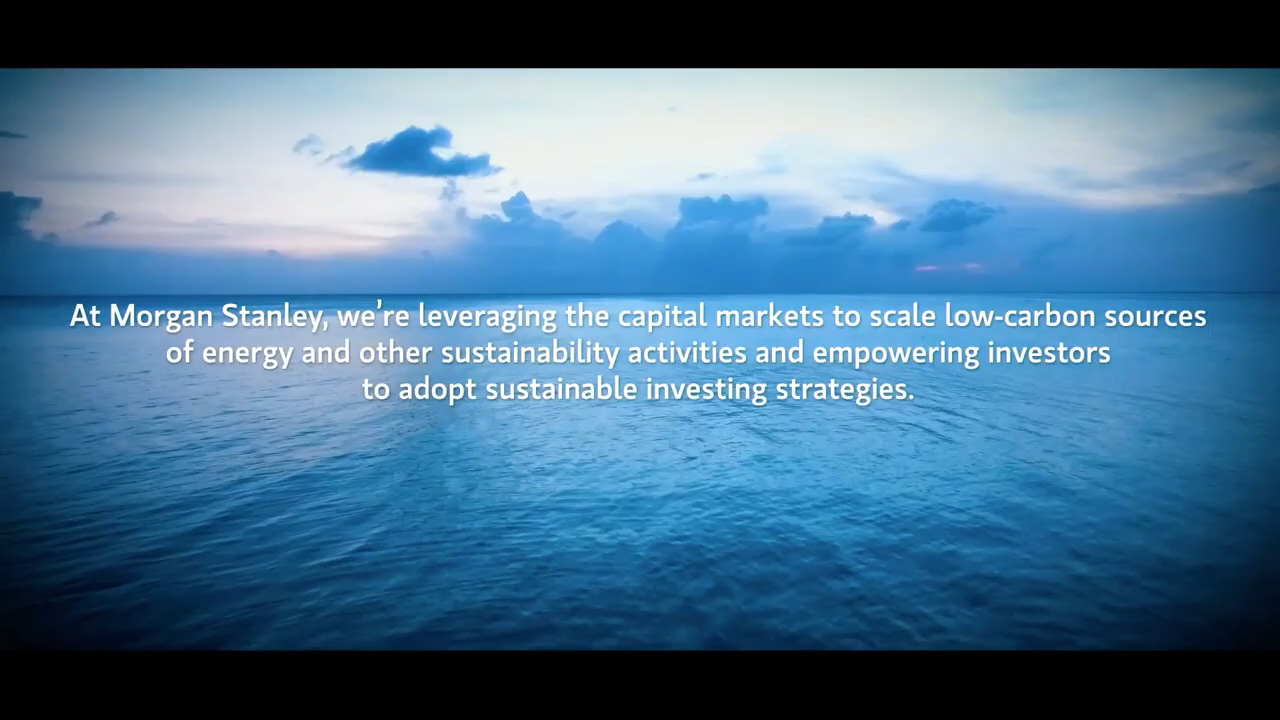 At Morgan Stanley, we're leveraging the capital markets to scale low-carbon sources
of energy and other sustainability activities and empowering investors
to adopt sustainable investing strategies.